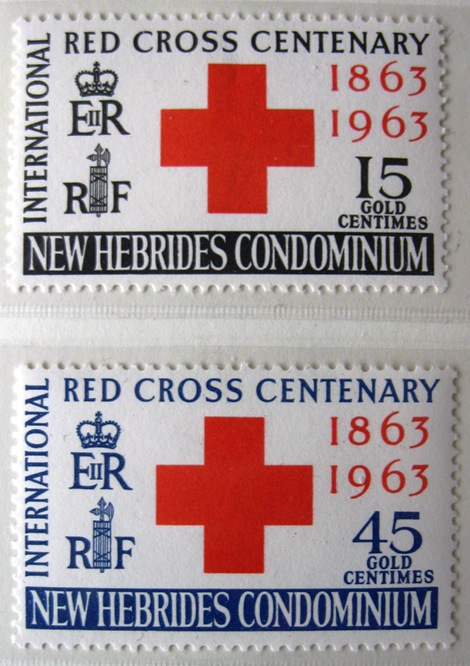 INTERNATIONAL
RED CROSS CENTENARY
1863
1963
EIIR
RF
15
GOLD
CENTIMES
NEW HEBRIDES CONDOMINIUM
INTERNATIONAL
RED CROSS CENTENARY
1863
1963
EIIR
RF
45
GOLD
CENTIMES
NEW HEBRIDES CONDOMINIUM